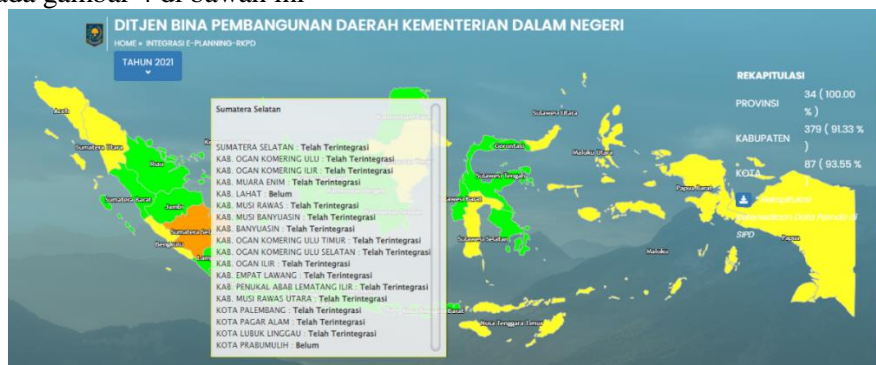 ada gambar 4 di bawah ini
DITJEN BINA PEMBANGUNAN DAERAH KEMENTERIAN DALAM NEGERI
HOME » INTEGRASI E-PLANNING-RKPD
TAHUN 2021
REKAPITULASI
PROVINSI 34 ( 100.00 % )
KABUPATEN 379 ( 91.33 % )
KOTA 87 ( 93.55 %
SIPD
Sumatera Selatan
SUMATERA SELATAN : Telah Terintegrasi
KAB. OGAN KOMERING ULU : Telah Terintegrasi
KAB. OGAN KOMERING ILIR : Telah Terintegrasi
KAB. MUARA ENIM : Telah Terintegrasi
KAB. LAHAT : Belum
KAB. MUSI RAWAS : Telah Terintegrasi
KAB. MUSI BANYUASIN : Telah Terintegrasi
KAB. BANYUASIN : Telah Terintegrasi
KAB. OGAN KOMERING ULU TIMUR : Telah Terintegrasi
KAB. OGAN KOMERING ULU SELATAN : Telah Terintegrasi
KAB. OGAN ILIR : Telah Terintegrasi
KAB. EMPAT LAWANG : Telah Terintegrasi
KAB. PENUKAL ABAB LEMATANG ILIR : Telah Terintegrasi
KAB. MUSI RAWAS UTARA : Telah Terintegrasi
KOTA PALEMBANG : Telah Terintegrasi
KOTA PAGAR ALAM : Telah Terintegrasi
KOTA LUBUK LINGGAU : Telah Terintegrasi
KOTA PRABUMULIH : Belum
Aceh
Sumatera Utara
Riau
Sumatera Barat
Jambi
Bengkulu
Sulawesi Utara
Gorontalo
Maluku Utara
Sulawesi Tengah
Papua Barat
Sulawesi Selatan
Maluku
Papua
Nusa Tenggara Timur